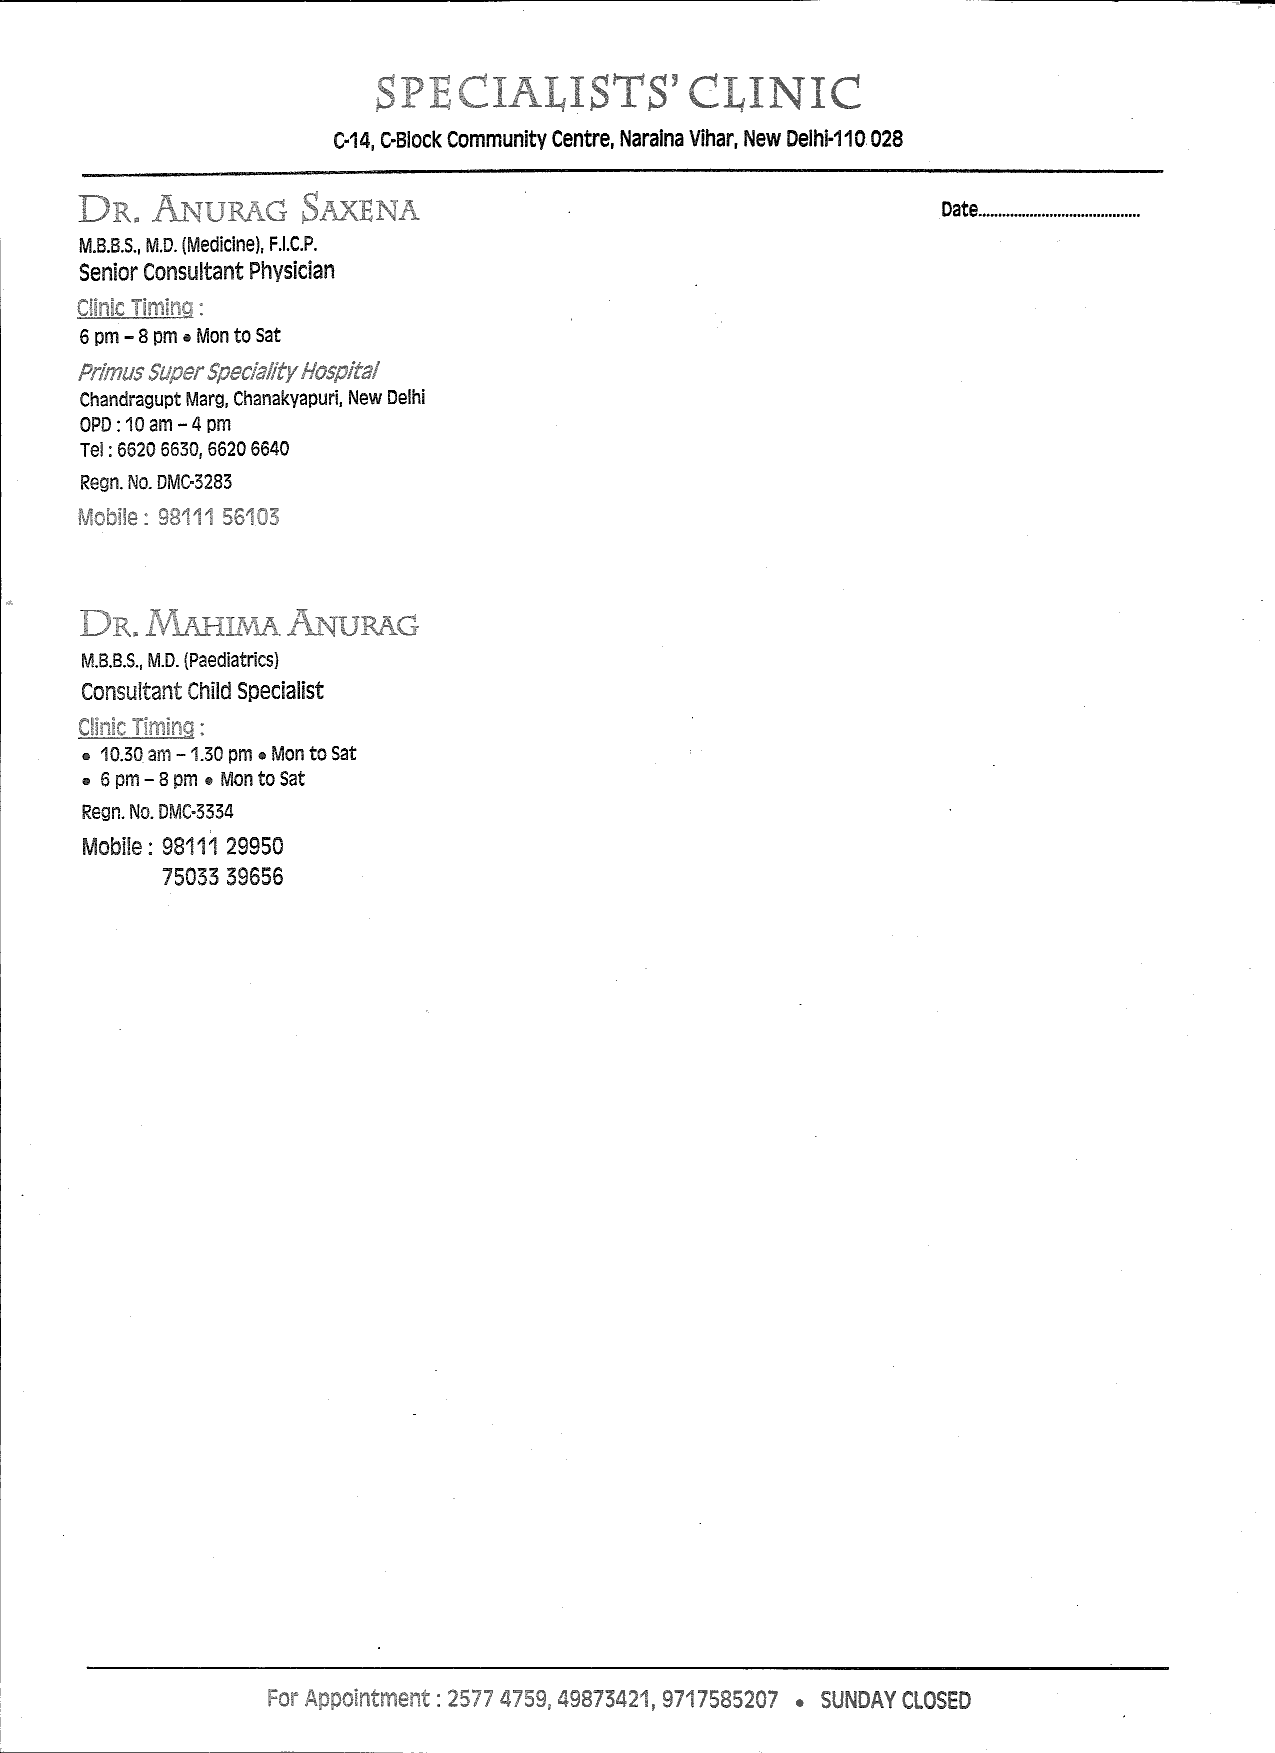 SPECIALISTS' CLINIC
C-14, C-Block Community Centre, Naraina Vihar, New Delhi-110 028
DR. ANURAG SAXENA
Date........................................
M.B.B.S., M.D. (Medicine), F.I.C.P.
Senior Consultant Physician
Clinic Timing :
6 pm – 8 pm • Mon to Sat
Primus Super Speciality Hospital
Chandragupt Marg, Chanakyapuri, New Delhi
OPD : 10 am – 4 pm
Tel : 6620 6630, 6620 6640
Regn. No. DMC-3283
Mobile : 98111 56103
DR. MAHIMA ANURAG
M.B.B.S., M.D. (Paediatrics)
Consultant Child Specialist
Clinic Timing :
• 10.30 am – 1.30 pm • Mon to Sat
• 6 pm – 8 pm • Mon to Sat
Regn. No. DMC-3334
Mobile : 98111 29950
75033 39656
For Appointment : 2577 4759, 49873421, 9717585207 • SUNDAY CLOSED